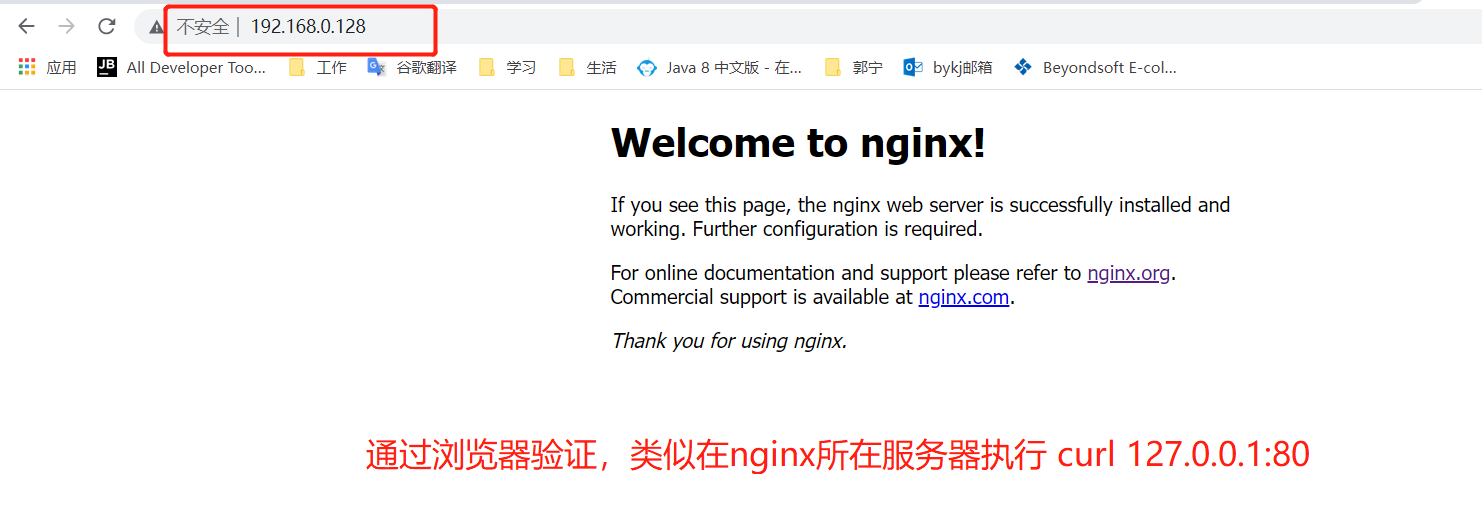 不安全 | 192.168.0.128
应用 JB All Developer Too... 工作 谷歌翻译 学习 生活 Java 8 中文版 - 在... 郭宁 bykj邮箱 Beyondsoft E-col...
Welcome to nginx!
If you see this page, the nginx web server is successfully installed and
working. Further configuration is required.
For online documentation and support please refer to nginx.org.
Commercial support is available at nginx.com.
Thank you for using nginx.
通过浏览器验证，类似在nginx所在服务器执行 curl 127.0.0.1:80